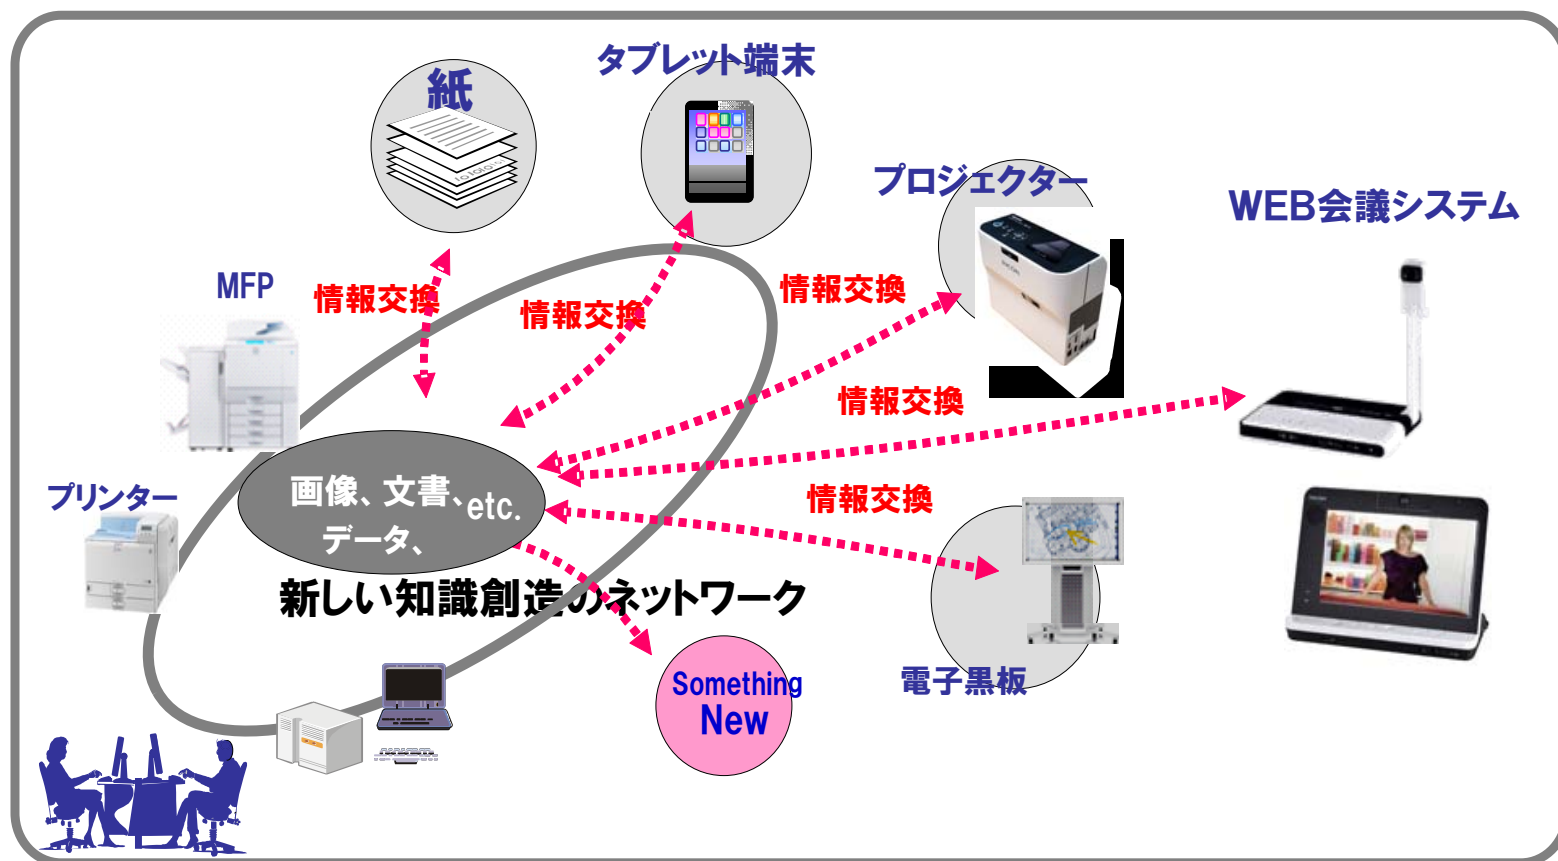 タブレット端末
紙
プロジェクター
WEB会議システム
MFP
情報交換
情報交換
情報交換
情報交換
プリンター
画像、文書、etc.
データ、
情報交換
新しい知識創造のネットワーク
電子黒板
Something
New